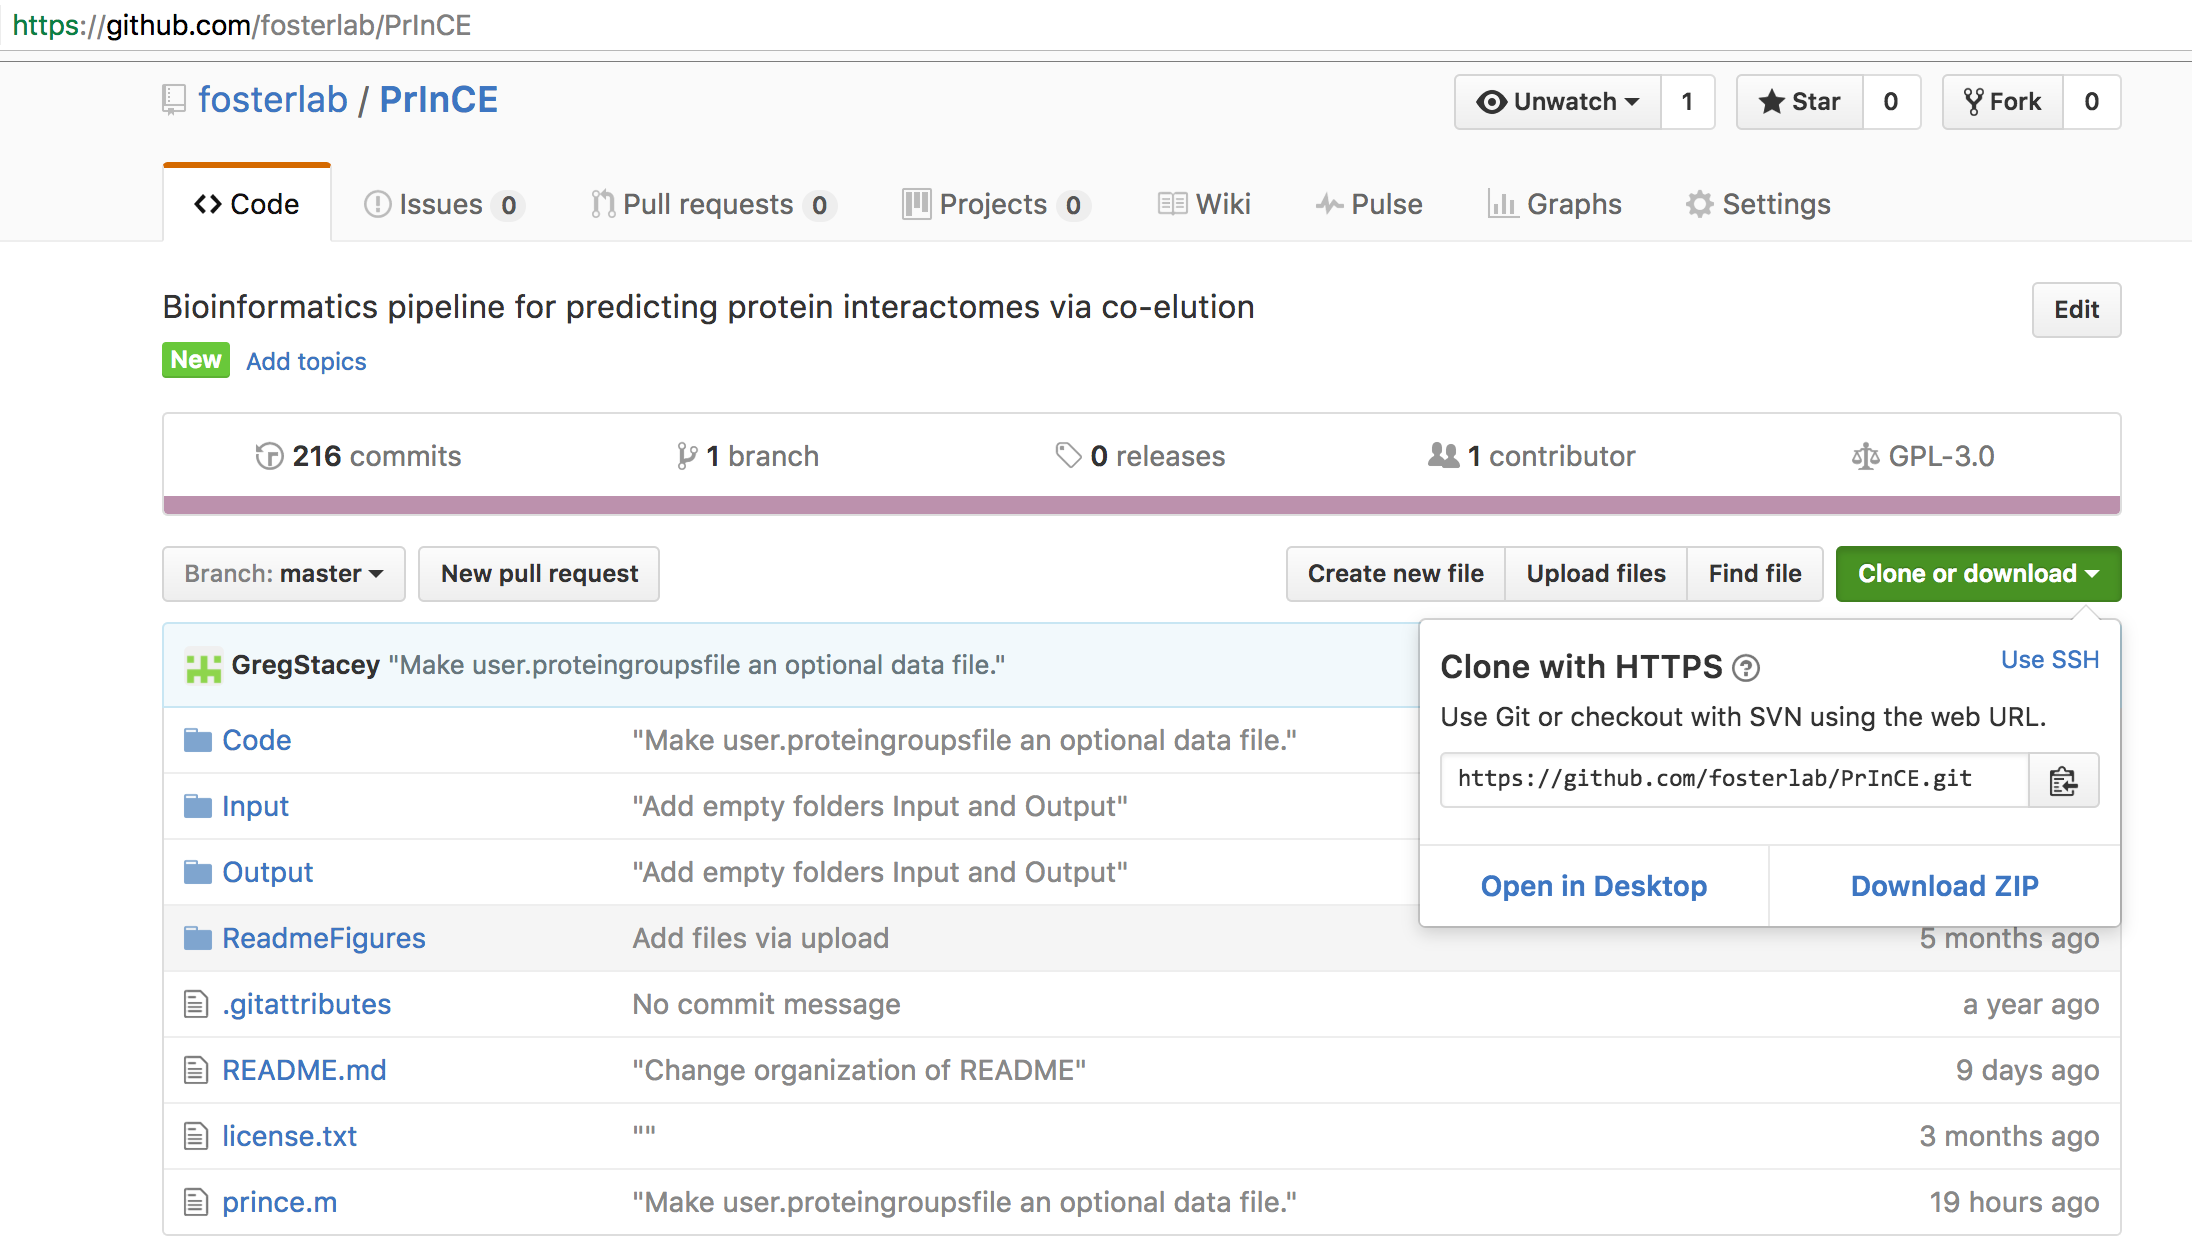 https://github.com/fosterlab/PrInCE
fosterlab / PrInCE
Unwatch 1 Star 0 Fork 0
Code Issues 0 Pull requests 0 Projects 0 Wiki Pulse Graphs Settings
Bioinformatics pipeline for predicting protein interactomes via co-elution
Edit
New Add topics
216 commits 1 branch 0 releases 1 contributor GPL-3.0
Branch: master New pull request Create new file Upload files Find file Clone or download
GregStacey "Make user.proteingroupsfile an optional data file."
Clone with HTTPS ? Use SSH
Use Git or checkout with SVN using the web URL.
https://github.com/fosterlab/PrInCE.git
Open in Desktop Download ZIP
Code "Make user.proteingroupsfile an optional data file."
Input "Add empty folders Input and Output"
Output "Add empty folders Input and Output"
ReadmeFigures Add files via upload 5 months ago
.gitattributes No commit message a year ago
README.md "Change organization of README" 9 days ago
license.txt "" 3 months ago
prince.m "Make user.proteingroupsfile an optional data file." 19 hours ago